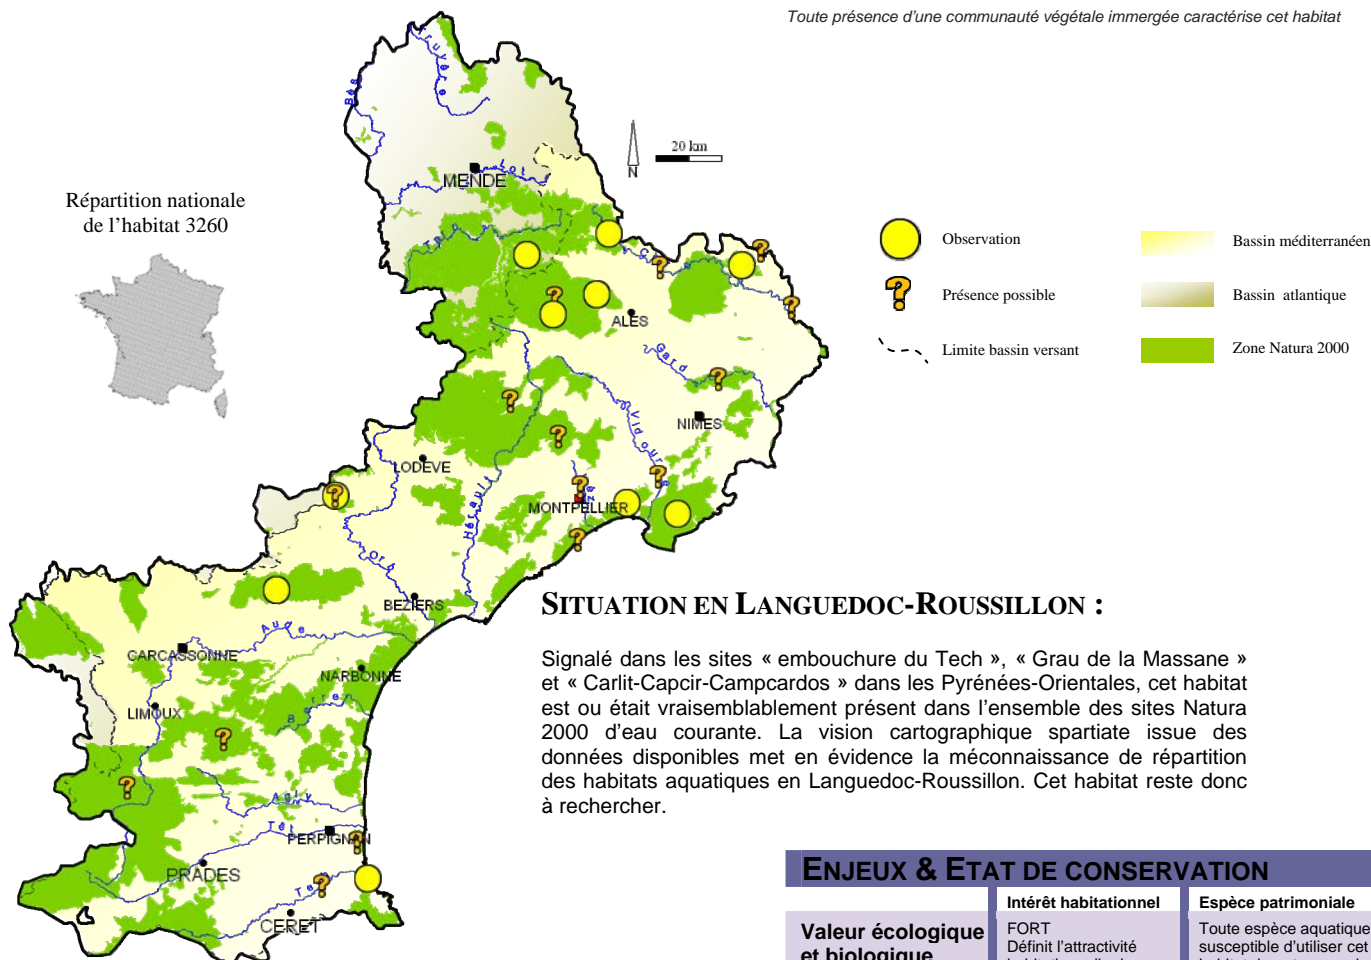 Toute présence d'une communauté végétale immergée caractérise cet habitat
Répartition nationale
de l'habitat 3260
Truyère
Bès
20 km
N
MENDE
Lot
Tarn
Observation
Présence possible
Limite bassin versant
Bassin méditerranéen
Bassin atlantique
Zone Natura 2000
ALES
Gard
Vidourle
NIMES
LODEVE
Hérault
MONTPELLIER
Lez
Orb
BEZIERS
Aude
CARCASSONNE
NARBONNE
LIMOUX
Berre
Agly
Têt
PERPIGNAN
PRADES
Tech
CERET
SITUATION EN LANGUEDOC-ROUSSILLON :
Signalé dans les sites « embouchure du Tech », « Grau de la Massane »
et « Carlit-Capcir-Campcardos » dans les Pyrénées-Orientales, cet habitat
est ou était vraisemblablement présent dans l'ensemble des sites Natura
2000 d'eau courante. La vision cartographique spartiate issue des
données disponibles met en évidence la méconnaissance de répartition
des habitats aquatiques en Languedoc-Roussillon. Cet habitat reste donc
à rechercher.
ENJEUX & ETAT DE CONSERVATION
Intérêt habitationnel
Espèce patrimoniale
Valeur écologique
et biologique
FORT
Définit l'attractivité
Toute espèce aquatique
susceptible d'utiliser cet